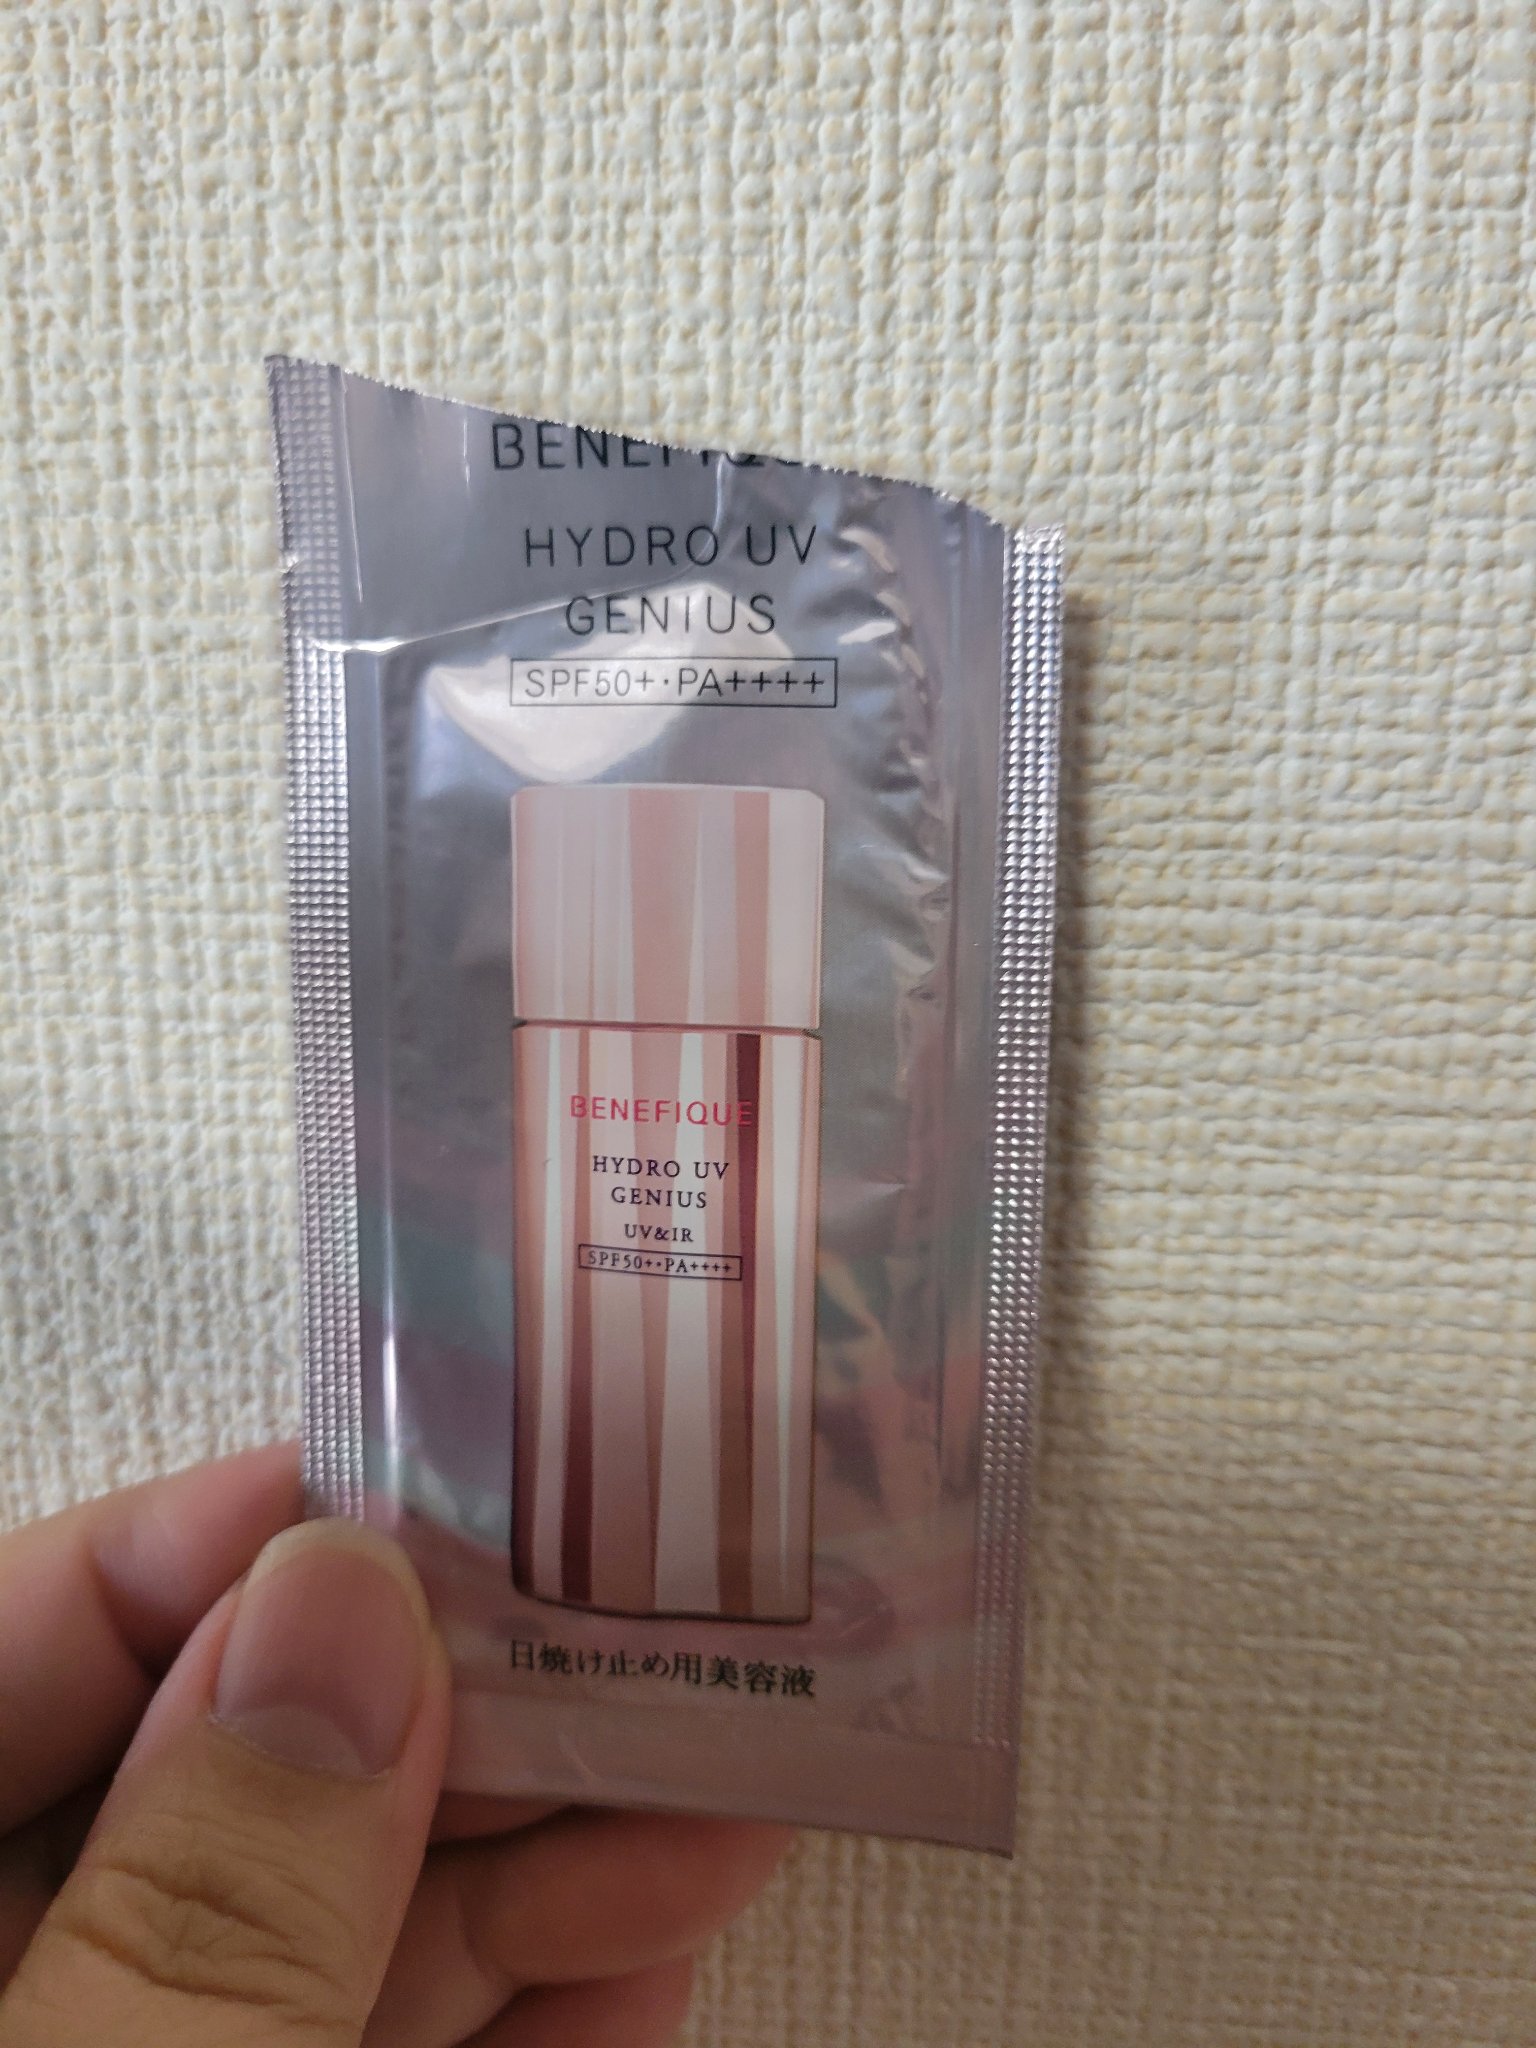 BENEFIQUE
HYDRO UV
GENIUS
SPF50+・PA++++
BENEFIQUE
HYDRO UV
GENIUS
UV&IR
SPF50+・PA++++
日焼け止め用美容液